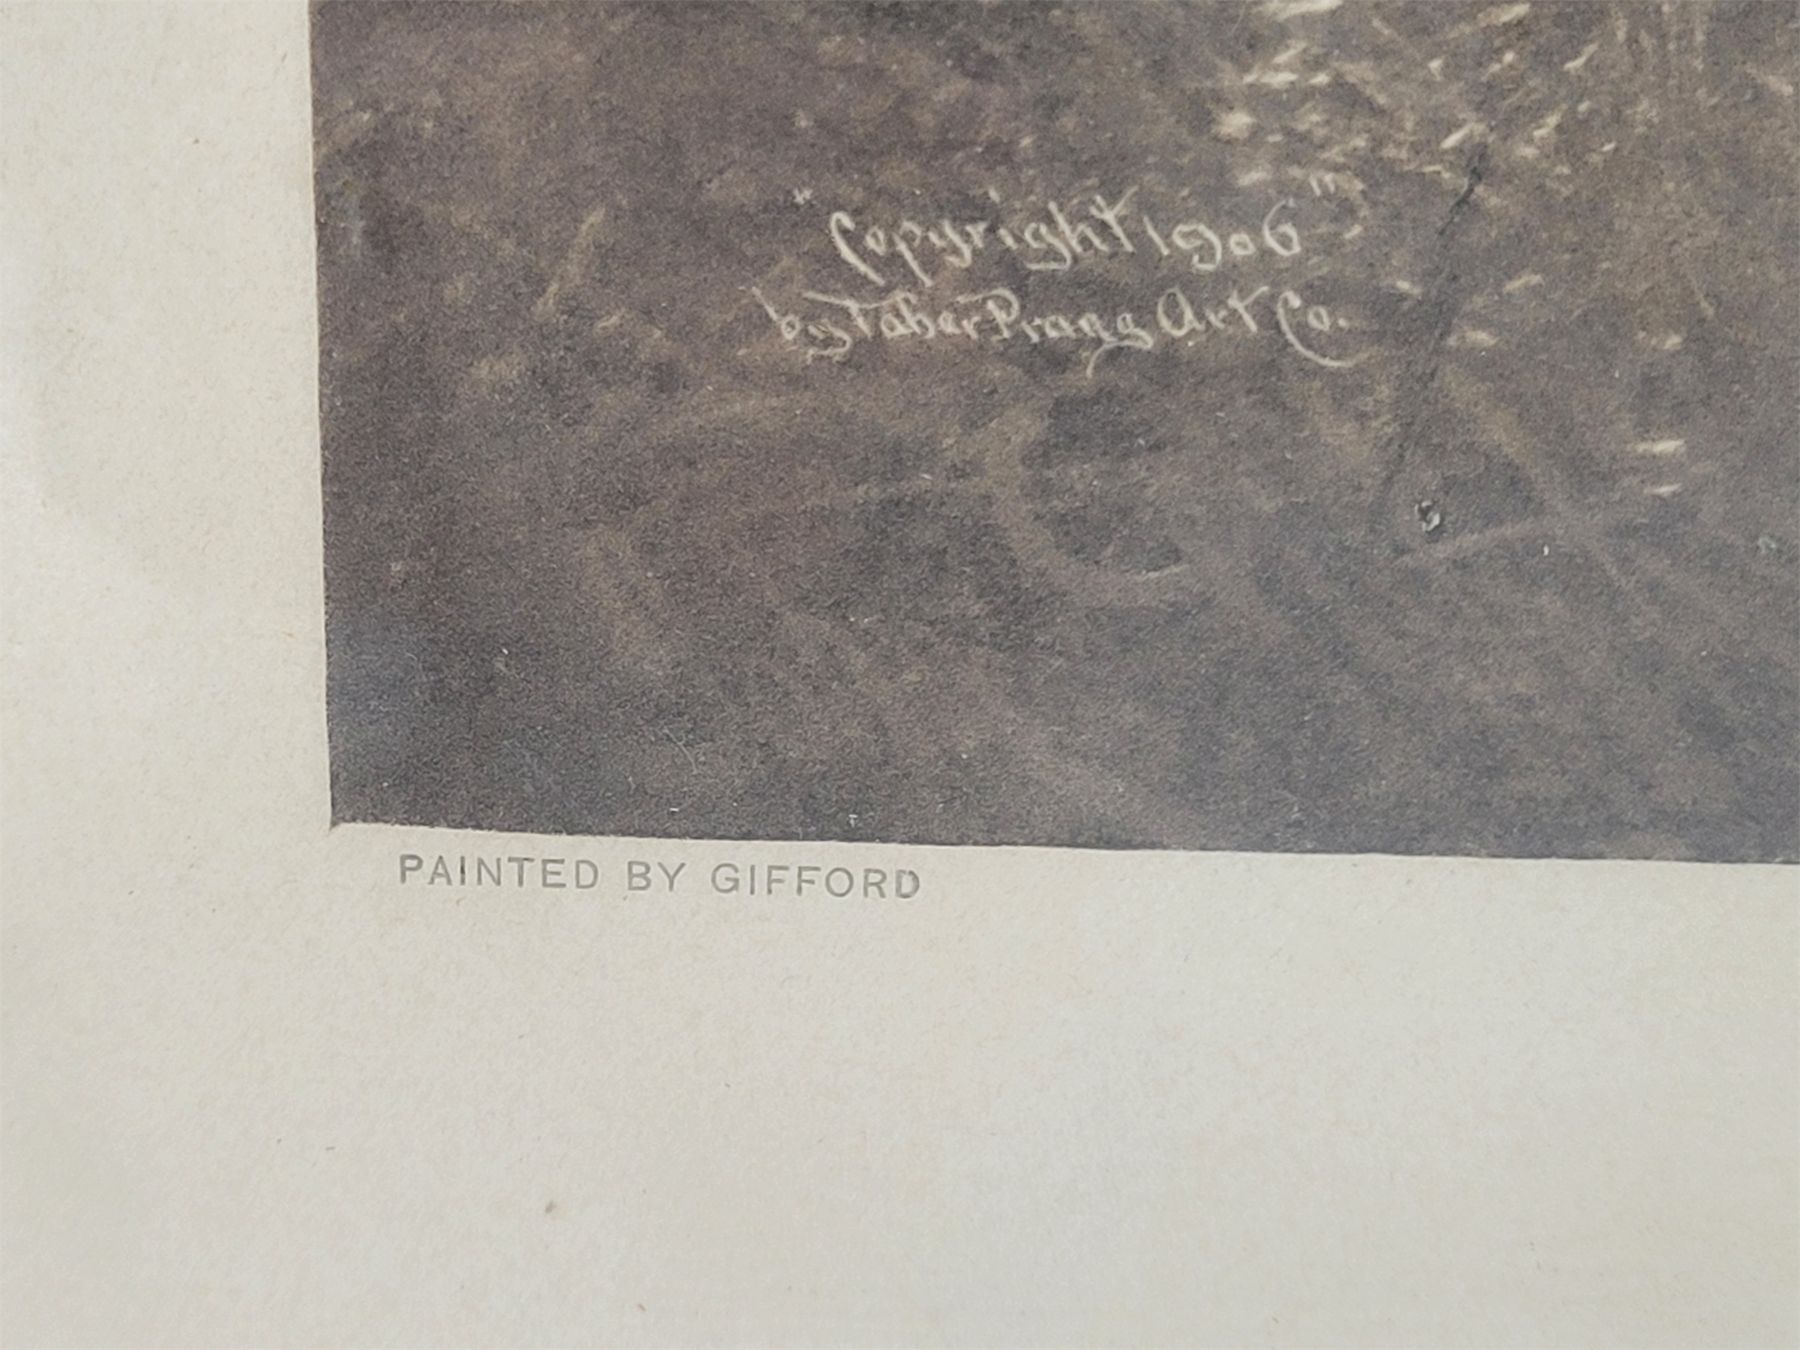 "Copyright 1906"
by Taber Prang Art Co.
PAINTED BY GIFFORD